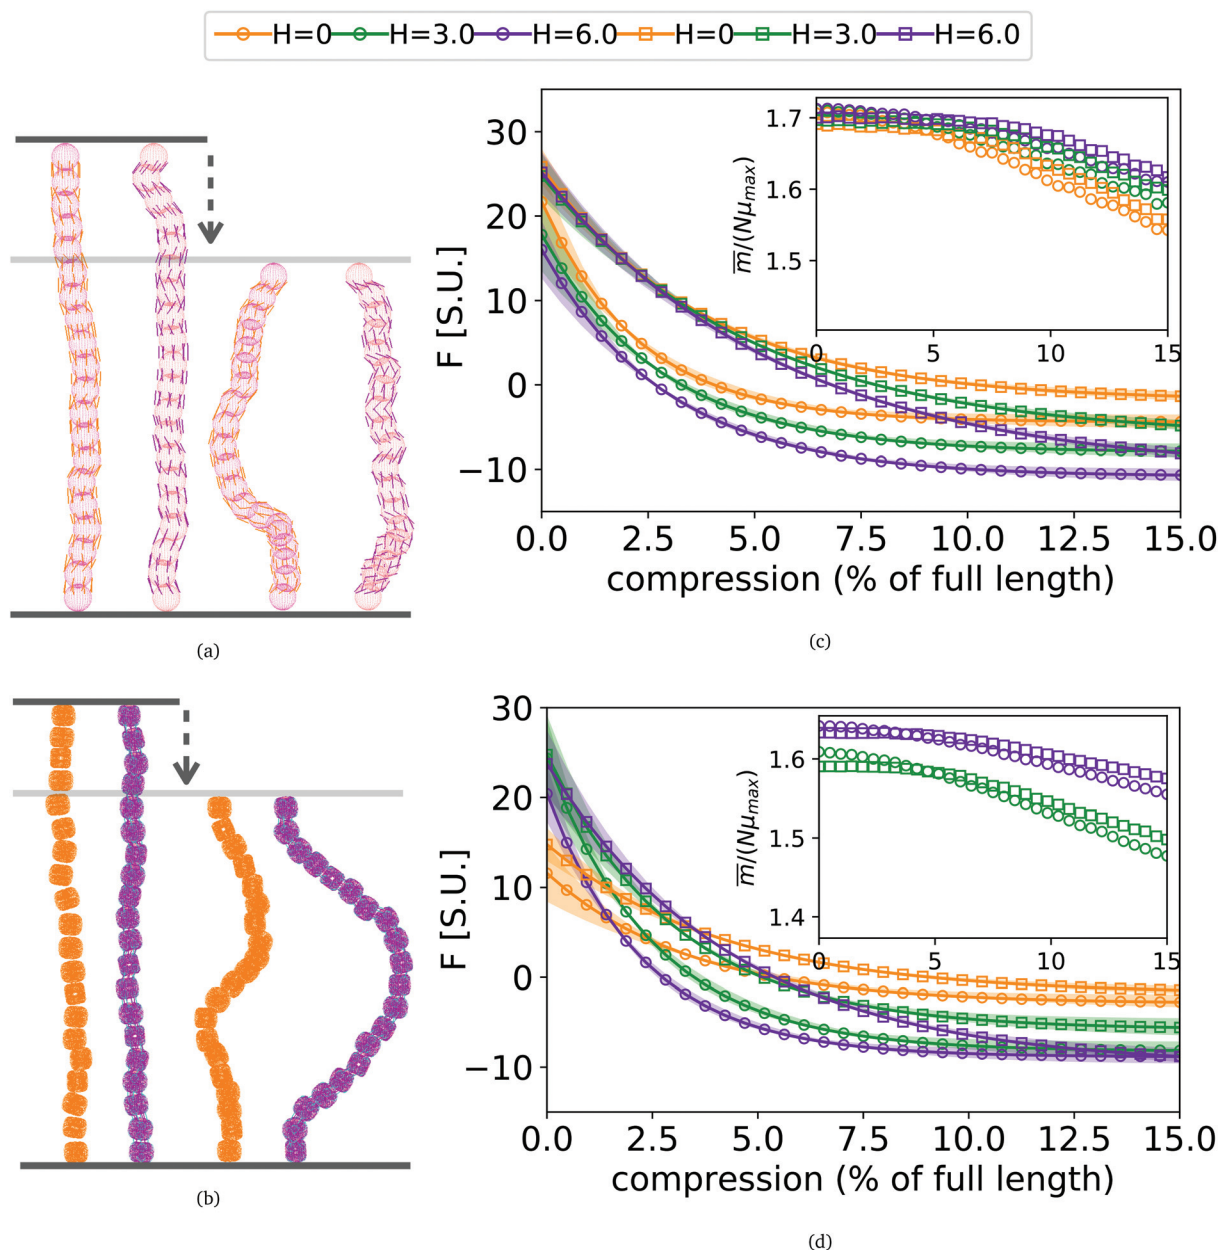 H=0 H=3.0 H=6.0 H=0 H=3.0 H=6.0
30
20
10
0
−10
F [S.U.]
0.0 2.5 5.0 7.5 10.0 12.5 15.0
compression (% of full length)
1.7
1.6
1.5
m̅/(Nμmax)
0 5 10 15
(a)
(c)
30
20
10
0
−10
F [S.U.]
0.0 2.5 5.0 7.5 10.0 12.5 15.0
compression (% of full length)
1.6
1.5
1.4
m̅/(Nμmax)
0 5 10 15
(b)
(d)